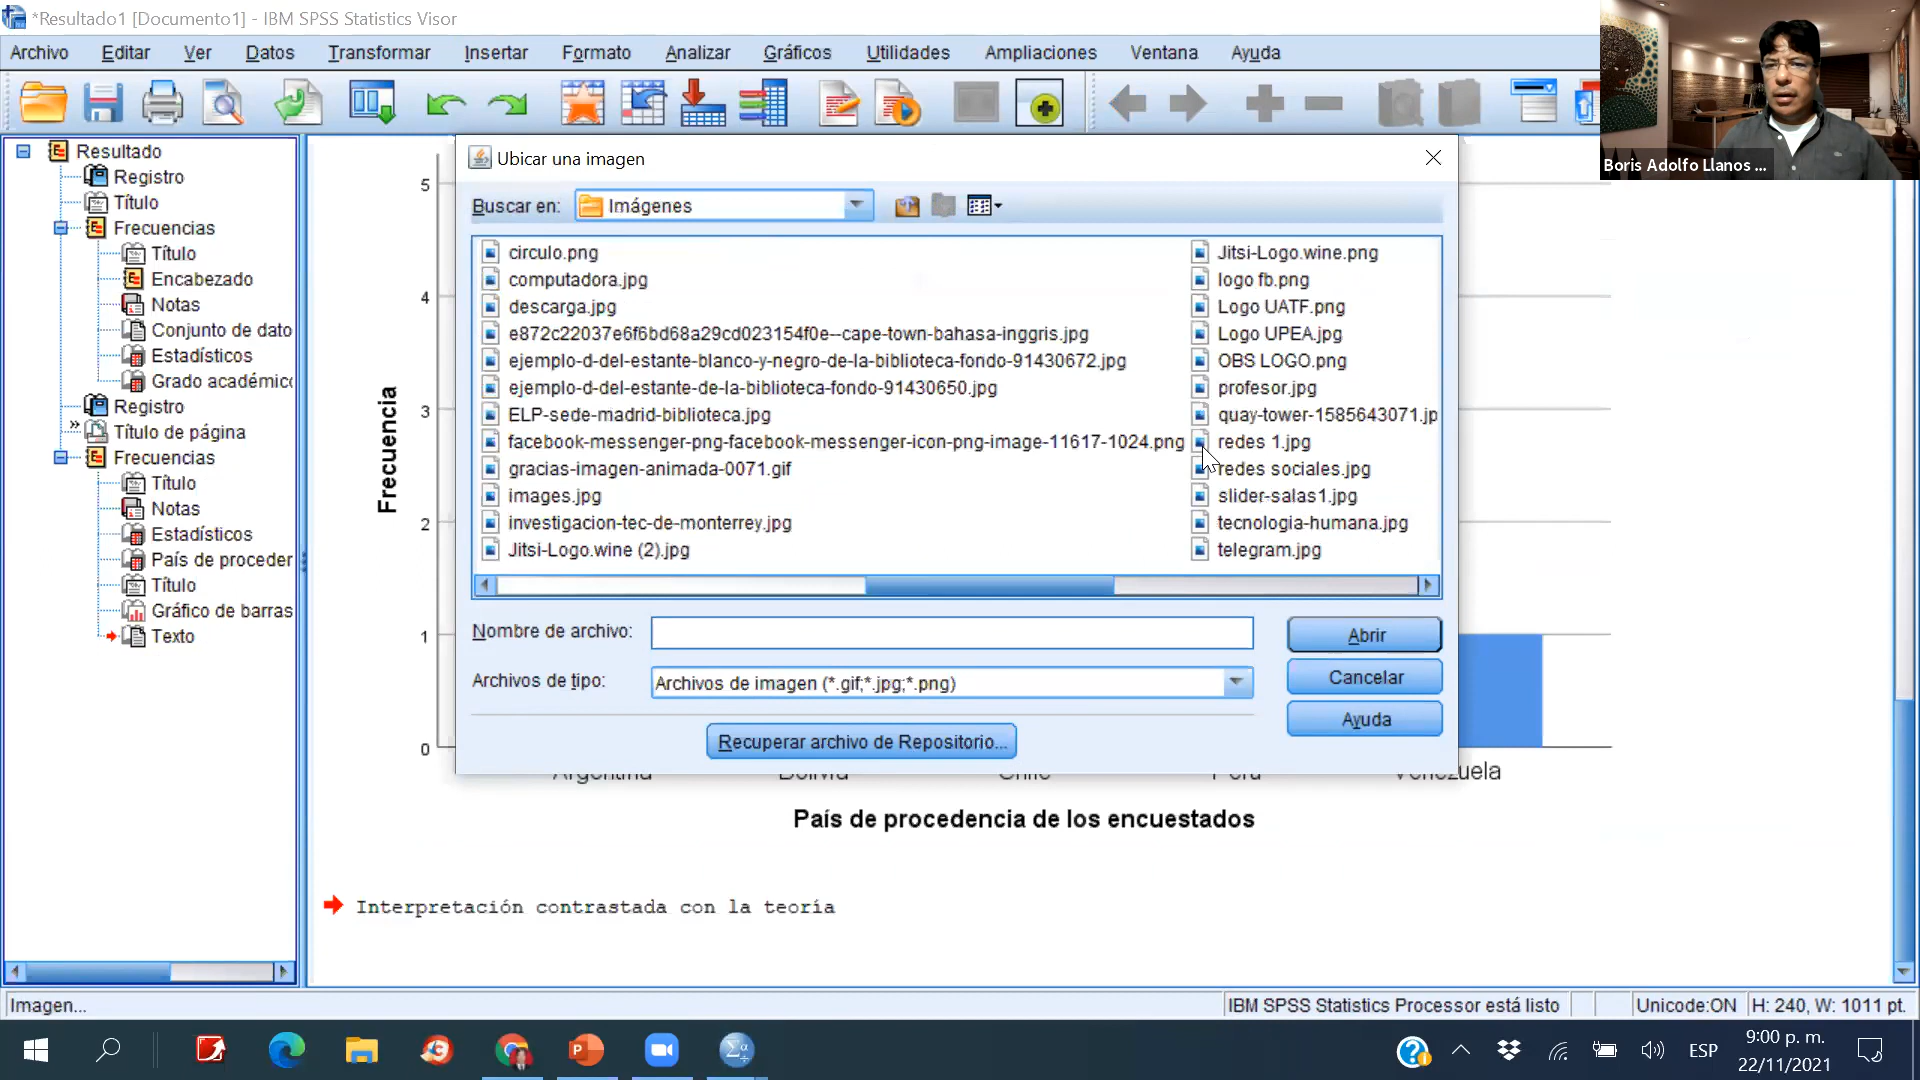 *Resultado1 [Documento1] - IBM SPSS Statistics Visor
Archivo Editar Ver Datos Transformar Insertar Formato Analizar Gráficos Utilidades Ampliaciones Ventana Ayuda
Boris Adolfo Llanos ...
Resultado
Registro
Título
Frecuencias
Título
Encabezado
Notas
Conjunto de dato
Estadísticos
Grado académico
Registro
Título de página
Frecuencias
Título
Notas
Estadísticos
País de proceder
Título
Gráfico de barras
Texto
Ubicar una imagen
Buscar en: Imágenes
circulo.png
computadora.jpg
descarga.jpg
e872c22037e6f6bd68a29cd023154f0e--cape-town-bahasa-inggris.jpg
ejemplo-d-del-estante-blanco-y-negro-de-la-biblioteca-fondo-91430672.jpg
ejemplo-d-del-estante-de-la-biblioteca-fondo-91430650.jpg
ELP-sede-madrid-biblioteca.jpg
facebook-messenger-png-facebook-messenger-icon-png-image-11617-1024.png
gracias-imagen-animada-0071.gif
images.jpg
investigacion-tec-de-monterrey.jpg
Jitsi-Logo.wine (2).jpg
Jitsi-Logo.wine.png
logo fb.png
Logo UATF.png
Logo UPEA.jpg
OBS LOGO.png
profesor.jpg
quay-tower-1585643071.jp
redes 1.jpg
redes sociales.jpg
slider-salas1.jpg
tecnologia-humana.jpg
telegram.jpg
Nombre de archivo:
Abrir
Archivos de tipo: Archivos de imagen (*.gif;*.jpg;*.png)
Cancelar
Ayuda
Recuperar archivo de Repositorio...
5
4
3
2
1
0
Frecuencia
Argentina Bolivia Chile Perú Venezuela
País de procedencia de los encuestados
Interpretación contrastada con la teoría
Imagen...
IBM SPSS Statistics Processor está listo
Unicode:ON
H: 240, W: 1011 pt.
ESP
9:00 p. m.
22/11/2021